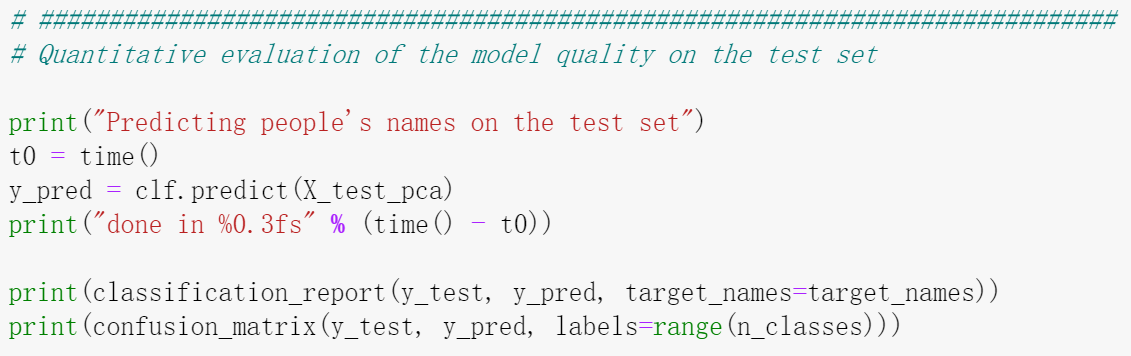 # #############################################################################
# Quantitative evaluation of the model quality on the test set
print("Predicting people's names on the test set")
t0 = time()
y_pred = clf.predict(X_test_pca)
print("done in %0.3fs" % (time() - t0))
print(classification_report(y_test, y_pred, target_names=target_names))
print(confusion_matrix(y_test, y_pred, labels=range(n_classes)))